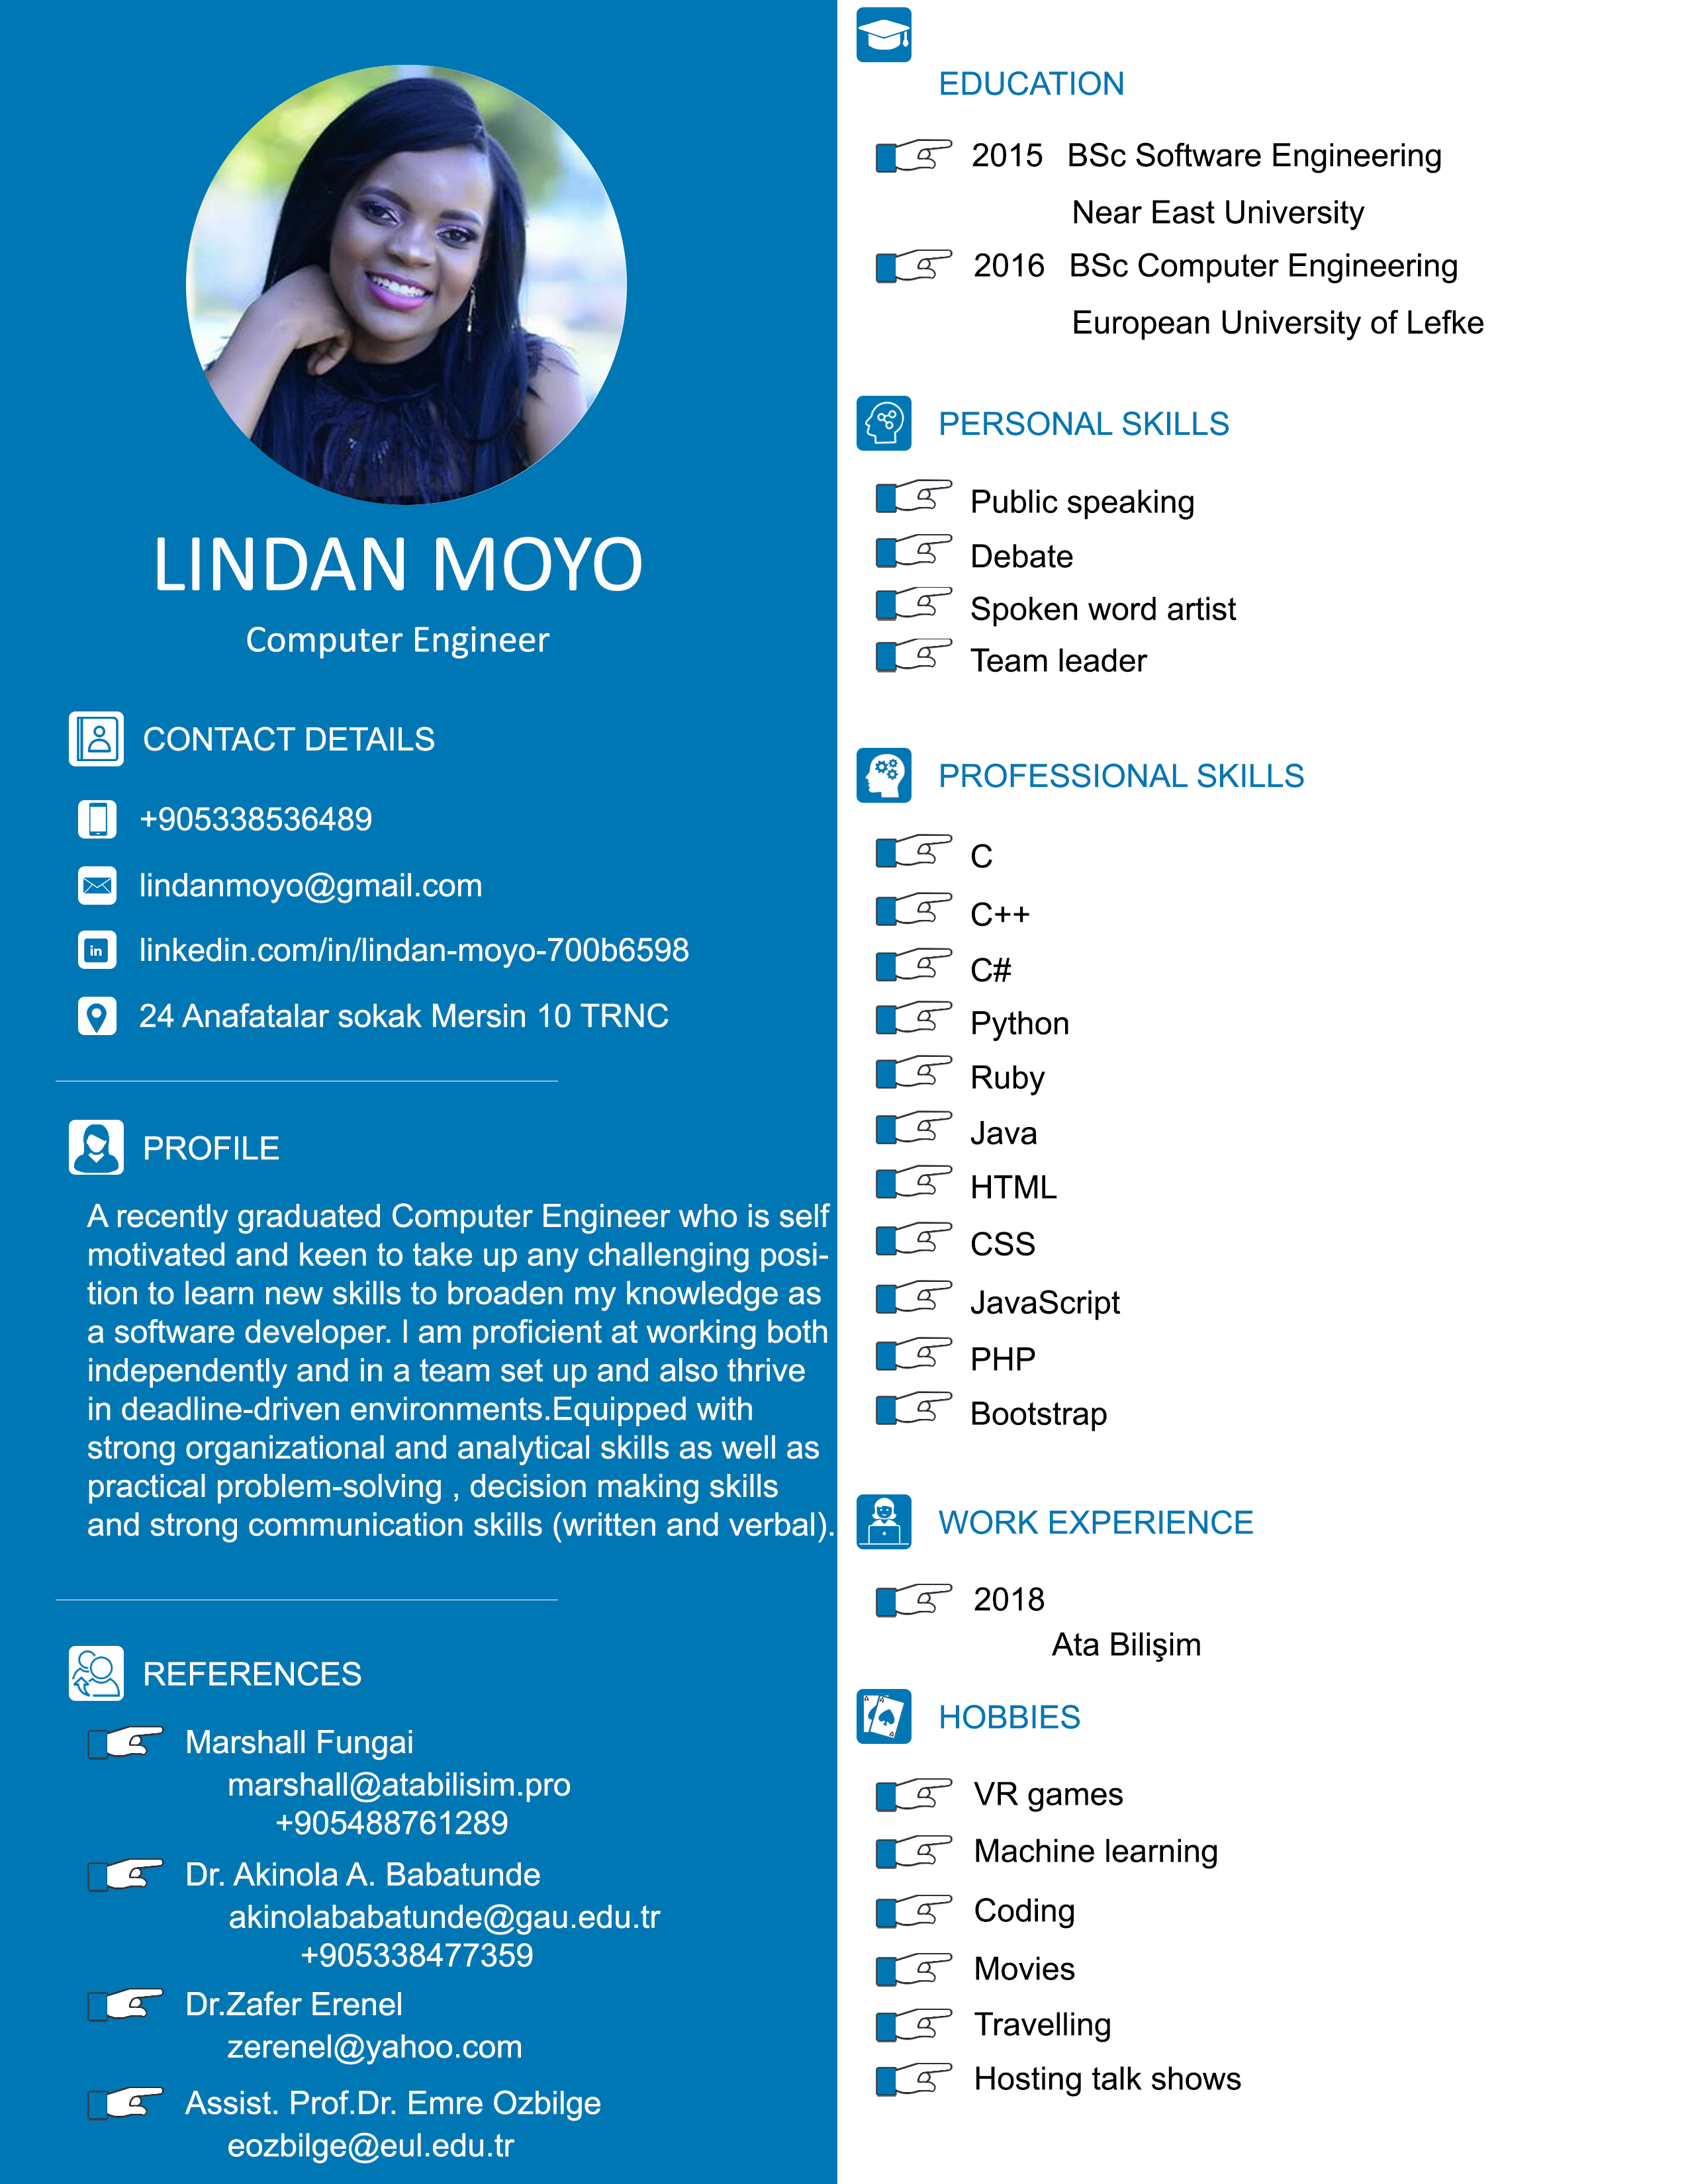 LINDAN MOYO
Computer Engineer
CONTACT DETAILS
+905338536489
lindanmoyo@gmail.com
in
linkedin.com/in/lindan-moyo-700b6598
24 Anafatalar sokak Mersin 10 TRNC
PROFILE
A recently graduated Computer Engineer who is self
motivated and keen to take up any challenging posi-
tion to learn new skills to broaden my knowledge as
a software developer. I am proficient at working both
independently and in a team set up and also thrive
in deadline-driven environments.Equipped with
strong organizational and analytical skills as well as
practical problem-solving , decision making skills
and strong communication skills (written and verbal).
REFERENCES
Marshall Fungai
marshall@atabilisim.pro
+905488761289
Dr. Akinola A. Babatunde
akinolababatunde@gau.edu.tr
+905338477359
Dr.Zafer Erenel
zerenel@yahoo.com
Assist. Prof.Dr. Emre Ozbilge
eozbilge@eul.edu.tr
EDUCATION
2015 BSc Software Engineering
Near East University
2016 BSc Computer Engineering
European University of Lefke
PERSONAL SKILLS
Public speaking
Debate
Spoken word artist
Team leader
PROFESSIONAL SKILLS
C
C++
C#
Python
Ruby
Java
HTML
CSS
JavaScript
PHP
Bootstrap
WORK EXPERIENCE
2018
Ata Bilişim
A A
A
HOBBIES
VR games
Machine learning
Coding
Movies
Travelling
Hosting talk shows